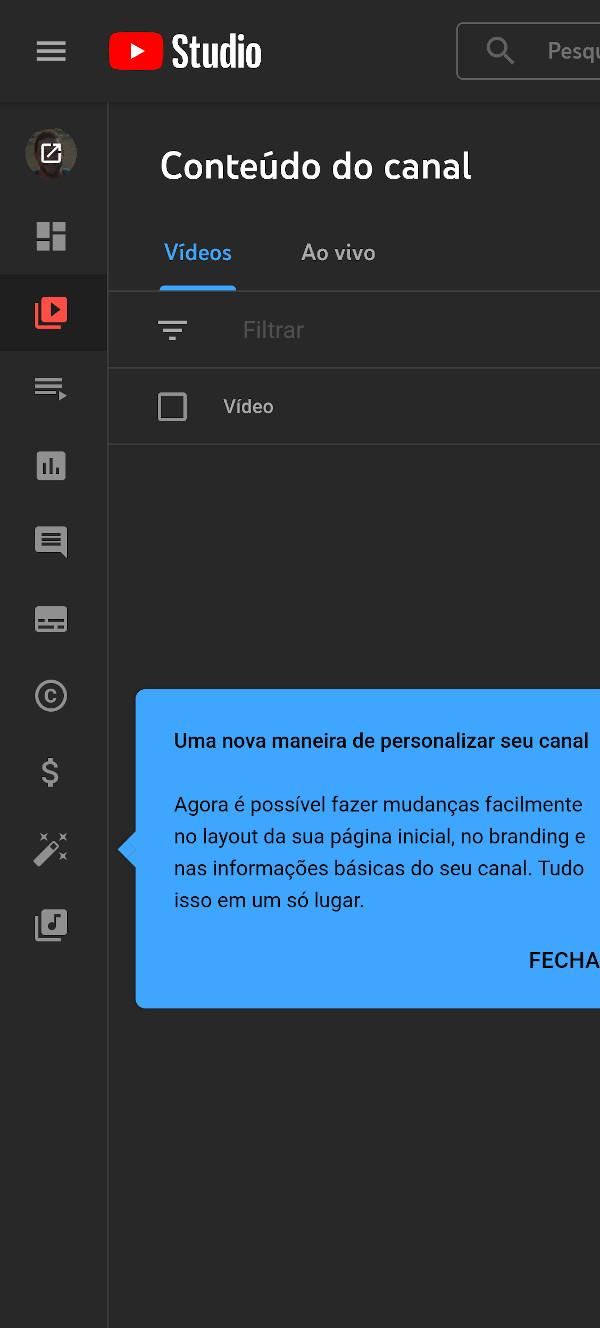 Studio
Pesqu
Conteúdo do canal
Vídeos
Ao vivo
Filtrar
Vídeo
Uma nova maneira de personalizar seu canal
Agora é possível fazer mudanças facilmente
no layout da sua página inicial, no branding e
nas informações básicas do seu canal. Tudo
isso em um só lugar.
FECHA